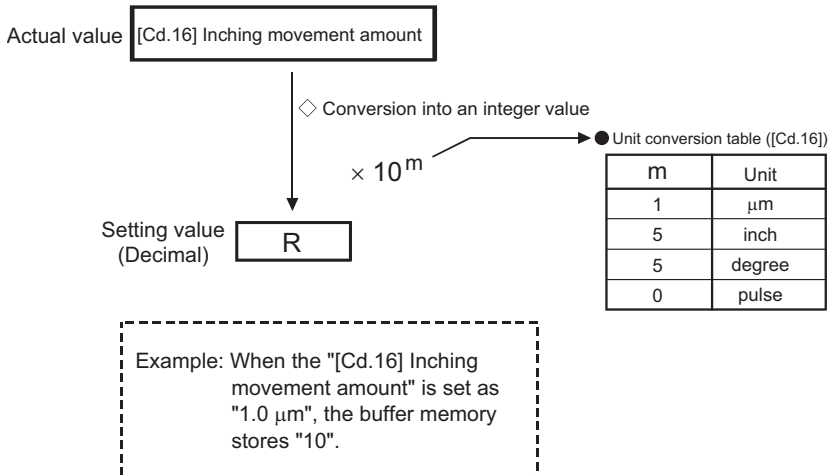 Actual value
[Cd.16] Inching movement amount
◇ Conversion into an integer value
× 10^m
● Unit conversion table ([Cd.16])
m Unit
1 μm
5 inch
5 degree
0 pulse
Setting value
(Decimal)
R
Example: When the "[Cd.16] Inching
movement amount" is set as
"1.0 μm", the buffer memory
stores "10".